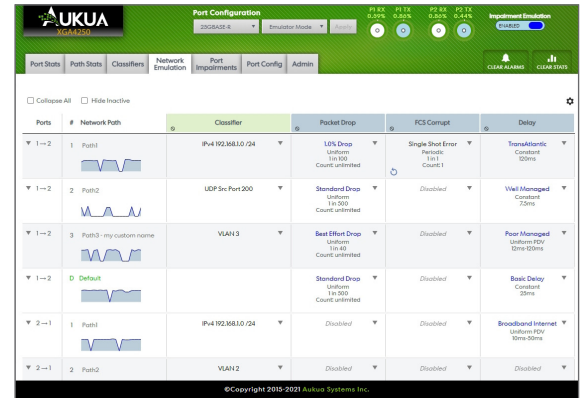 AUKUA
XGA4250
Port Configuration
25GBASE-R Emulator Mode Apply
P1 RX P1 TX P2 RX P2 TX
0.39% 0.86% 0.86% 0.44%
Impairment Emulation
ENABLED
Port Stats Path Stats Classifiers Network Emulation Port Impairments Port Config Admin
CLEAR ALARMS CLEAR STATS
Collapse All Hide Inactive
Ports # Network Path Classifier Packet Drop FCS Corrupt Delay
1→2 1 Path1 IPv4 192.168.1.0 /24 1.0% Drop Single Shot Error TransAtlantic
Uniform Periodic Constant
1 in 100 1 in 1 120ms
Count: unlimited Count: 1
1→2 2 Path2 UDP Src Port 200 Standard Drop Disabled Well Managed
Uniform Constant
1 in 500 7.5ms
Count: unlimited
1→2 3 Path3 - my custom name VLAN 3 Best Effort Drop Disabled Poor Managed
Uniform Uniform PDV
1 in 40 12ms-120ms
Count: unlimited
1→2 D Default Standard Drop Disabled Basic Delay
Uniform Constant
1 in 500 25ms
Count: unlimited
2→1 1 Path1 IPv4 192.168.1.0 /24 Disabled Disabled Broadband Internet
Uniform PDV
10ms-50ms
2→1 2 Path2 VLAN 2 Disabled Disabled Disabled
©Copyright 2015-2021 Aukua Systems Inc.